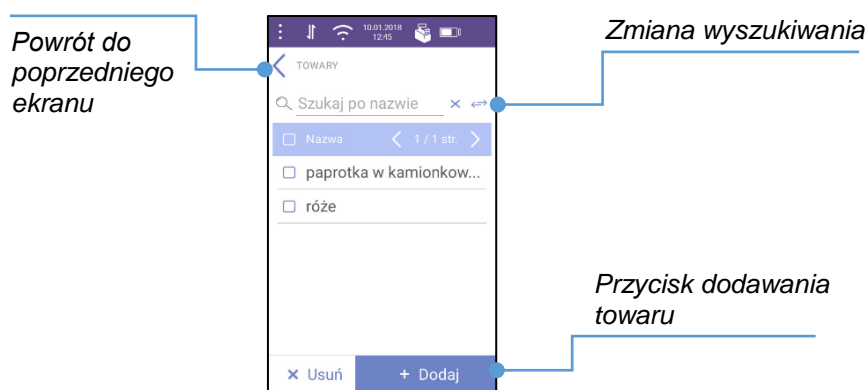 Powrót do
poprzedniego
ekranu
Zmiana wyszukiwania
10.01.2018
12:45
TOWARY
Szukaj po nazwie
Nazwa 1 / 1 str.
paprotka w kamionkow...
róże
Przycisk dodawania
towaru
× Usuń + Dodaj